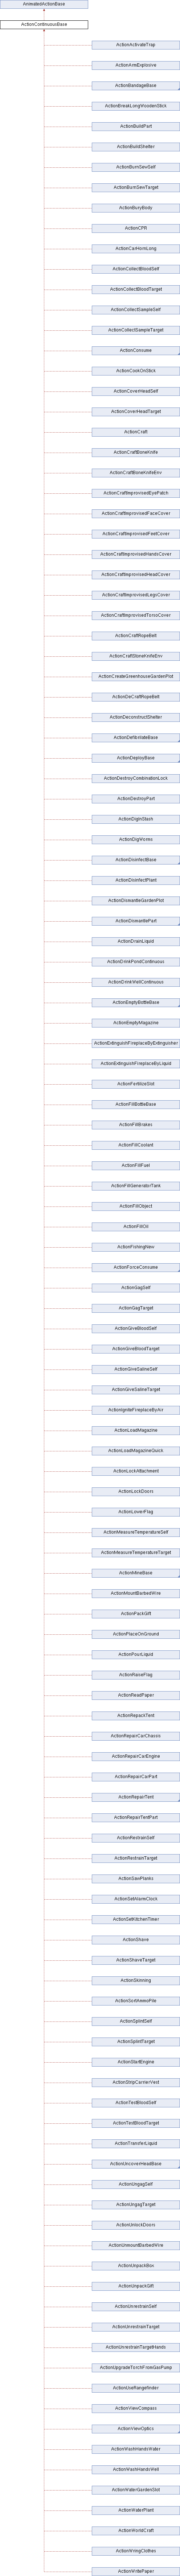 AnimatedActionBase
ActionContinuousBase
ActionActivateTrap
ActionArmExplosive
ActionBandageBase
ActionBreakLongWoodenStick
ActionBuildPart
ActionBuildShelter
ActionBurnSewSelf
ActionBurnSewTarget
ActionBuryBody
ActionCPR
ActionCarHornLong
ActionCollectBloodSelf
ActionCollectBloodTarget
ActionCollectSampleSelf
ActionCollectSampleTarget
ActionConsume
ActionCookOnStick
ActionCoverHeadSelf
ActionCoverHeadTarget
ActionCraft
ActionCraftBoneKnife
ActionCraftBoneKnifeEnv
ActionCraftImprovisedEyePatch
ActionCraftImprovisedFaceCover
ActionCraftImprovisedFeetCover
ActionCraftImprovisedHandsCover
ActionCraftImprovisedHeadCover
ActionCraftImprovisedLegsCover
ActionCraftImprovisedTorsoCover
ActionCraftRopeBelt
ActionCraftStoneKnifeEnv
ActionCreateGreenhouseGardenPlot
ActionDeCraftRopeBelt
ActionDeconstructShelter
ActionDefibrilateBase
ActionDeployBase
ActionDestroyCombinationLock
ActionDestroyPart
ActionDigInStash
ActionDigWorms
ActionDisinfectBase
ActionDisinfectPlant
ActionDismantleGardenPlot
ActionDismantlePart
ActionDrainLiquid
ActionDrinkPondContinuous
ActionDrinkWellContinuous
ActionEmptyBottleBase
ActionEmptyMagazine
ActionExtinguishFireplaceByExtinguisher
ActionExtinguishFireplaceByLiquid
ActionFertilizeSlot
ActionFillBottleBase
ActionFillBrakes
ActionFillCoolant
ActionFillFuel
ActionFillGeneratorTank
ActionFillObject
ActionFillOil
ActionFishingNew
ActionForceConsume
ActionGagSelf
ActionGagTarget
ActionGiveBloodSelf
ActionGiveBloodTarget
ActionGiveSalineSelf
ActionGiveSalineTarget
ActionIgniteFireplaceByAir
ActionLoadMagazine
ActionLoadMagazineQuick
ActionLockAttachment
ActionLockDoors
ActionLowerFlag
ActionMeasureTemperatureSelf
ActionMeasureTemperatureTarget
ActionMineBase
ActionMountBarbedWire
ActionPackGift
ActionPlaceOnGround
ActionPourLiquid
ActionRaiseFlag
ActionReadPaper
ActionRepackTent
ActionRepairCarChassis
ActionRepairCarEngine
ActionRepairCarPart
ActionRepairTent
ActionRepairTentPart
ActionRestrainSelf
ActionRestrainTarget
ActionSawPlanks
ActionSetAlarmClock
ActionSetKitchenTimer
ActionShave
ActionShaveTarget
ActionSkinning
ActionSortAmmoPile
ActionSplintSelf
ActionSplintTarget
ActionStartEngine
ActionStripCarrierVest
ActionTestBloodSelf
ActionTestBloodTarget
ActionTransferLiquid
ActionUncoverHeadBase
ActionUngagSelf
ActionUngagTarget
ActionUnlockDoors
ActionUnmountBarbedWire
ActionUnpackBox
ActionUnpackGift
ActionUnrestrainSelf
ActionUnrestrainTarget
ActionUnrestrainTargetHands
ActionUpgradeTorchFromGasPump
ActionUseRangefinder
ActionViewCompass
ActionViewOptics
ActionWashHandsWater
ActionWashHandsWell
ActionWaterGardenSlot
ActionWaterPlant
ActionWorldCraft
ActionWringClothes
ActionWritePaper